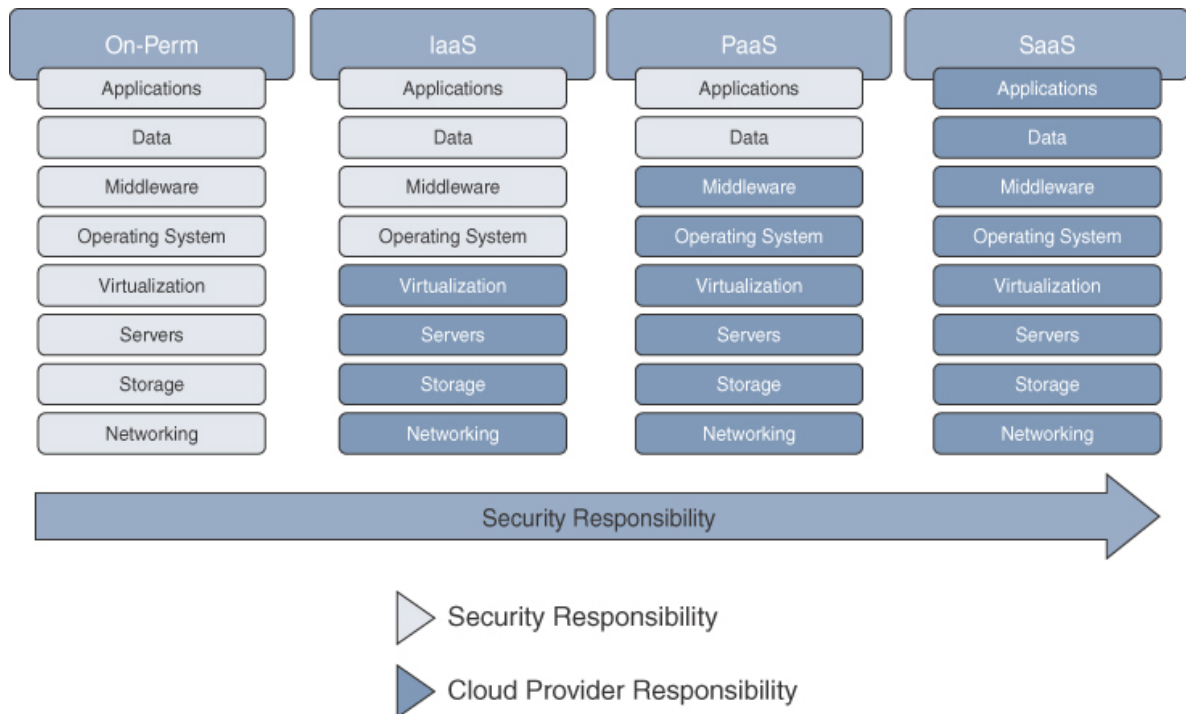 On-Perm
Applications
Data
Middleware
Operating System
Virtualization
Servers
Storage
Networking
IaaS
Applications
Data
Middleware
Operating System
Virtualization
Servers
Storage
Networking
PaaS
Applications
Data
Middleware
Operating System
Virtualization
Servers
Storage
Networking
SaaS
Applications
Data
Middleware
Operating System
Virtualization
Servers
Storage
Networking
Security Responsibility
Security Responsibility
Cloud Provider Responsibility